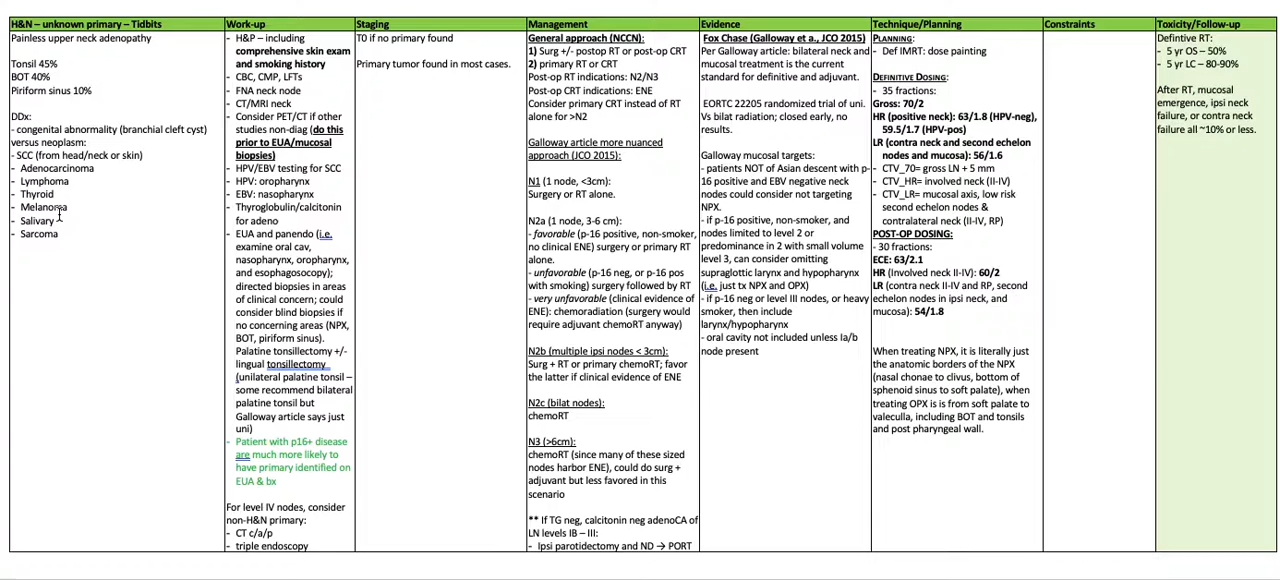 H&N – unknown primary – Tidbits
Painless upper neck adenopathy
Tonsil 45%
BOT 40%
Piriform sinus 10%
DDx:
- congenital abnormality (branchial cleft cyst)
versus neoplasm:
- SCC (from head/neck or skin)
- Adenocarcinoma
- Lymphoma
- Thyroid
- Melanoma
- Salivary
- Sarcoma
Work-up
- H&P – including
comprehensive skin exam
and smoking history
- CBC, CMP, LFTs
- FNA neck node
- CT/MRI neck
- Consider PET/CT if other
studies non-diag (do this
prior to EUA/mucosal
biopsies)
- HPV/EBV testing for SCC
- HPV: oropharynx
- EBV: nasopharynx
- Thyroglobulin/calcitonin
for adeno
- EUA and panendo (i.e.
examine oral cav,
nasopharynx, oropharynx,
and esophagoscopy);
directed biopsies in areas
of clinical concern; could
consider blind biopsies if
no concerning areas (NPX,
BOT, piriform sinus).
Palatine tonsillectomy +/-
lingual tonsillectomy
(unilateral palatine tonsil –
some recommend bilateral
palatine tonsil but
Galloway article says just
uni)
- Patient with p16+ disease
are much more likely to
have primary identified on
EUA & bx
For level IV nodes, consider
non-H&N primary:
- CT c/a/p
- triple endoscopy
Staging
T0 if no primary found
Primary tumor found in most cases.
Management
General approach (NCCN):
1) Surg +/- postop RT or post-op CRT
2) primary RT or CRT
Post-op RT indications: N2/N3
Post-op CRT indications: ENE
Consider primary CRT instead of RT
alone for >N2
Galloway article more nuanced
approach (JCO 2015):
N1 (1 node, <3cm):
Surgery or RT alone.
N2a (1 node, 3-6 cm):
- favorable (p-16 positive, non-smoker,
no clinical ENE) surgery or primary RT
alone.
- unfavorable (p-16 neg, or p-16 pos
with smoking) surgery followed by RT
- very unfavorable (clinical evidence of
ENE): chemoradiation (surgery would
require adjuvant chemoRT anyway)
N2b (multiple ipsi nodes < 3cm):
Surg + RT or primary chemoRT; favor
the latter if clinical evidence of ENE
N2c (bilat nodes):
chemoRT
N3 (>6cm):
chemoRT (since many of these sized
nodes harbor ENE), could do surg +
adjuvant but less favored in this
scenario
** If TG neg, calcitonin neg adenoCA of
LN levels IB – III:
- Ipsi parotidectomy and ND → PORT
Evidence
Fox Chase (Galloway et a., JCO 2015)
Per Galloway article: bilateral neck and
mucosal treatment is the current
standard for definitive and adjuvant.
EORTC 22205 randomized trial of uni.
Vs bilat radiation; closed early, no
results.
Galloway mucosal targets:
- patients NOT of Asian descent with p-
16 positive and EBV negative neck
nodes could consider not targeting
NPX.
- if p-16 positive, non-smoker, and
nodes limited to level 2 or
predominance in 2 with small volume
level 3, can consider omitting
supraglottic larynx and hypopharynx
(i.e. just tx NPX and OPX)
- if p-16 neg or level III nodes, or heavy
smoker, then include
larynx/hypopharynx
- oral cavity not included unless Ia/b
node present
Technique/Planning
PLANNING:
- Def IMRT: dose painting
DEFINITIVE DOSING:
- 35 fractions:
Gross: 70/2
HR (positive neck): 63/1.8 (HPV-neg),
59.5/1.7 (HPV-pos)
LR (contra neck and second echelon
nodes and mucosa): 56/1.6
- CTV_70= gross LN + 5 mm
- CTV_HR= involved neck (II-IV)
- CTV_LR= mucosal axis, low risk
second echelon nodes &
contralateral neck (II-IV, RP)
POST-OP DOSING:
- 30 fractions:
ECE: 63/2.1
HR (Involved neck II-IV): 60/2
LR (contra neck II-IV and RP, second
echelon nodes in ipsi neck, and
mucosa): 54/1.8
When treating NPX, it is literally just
the anatomic borders of the NPX
(nasal chonae to clivus, bottom of
sphenoid sinus to soft palate), when
treating OPX is is from soft palate to
valecula, including BOT and tonsils
and post pharyngeal wall.
Constraints
Toxicity/Follow-up
Defintive RT:
- 5 yr OS – 50%
- 5 yr LC – 80-90%
After RT, mucosal
emergence, ipsi neck
failure, or contra neck
failure all ~10% or less.